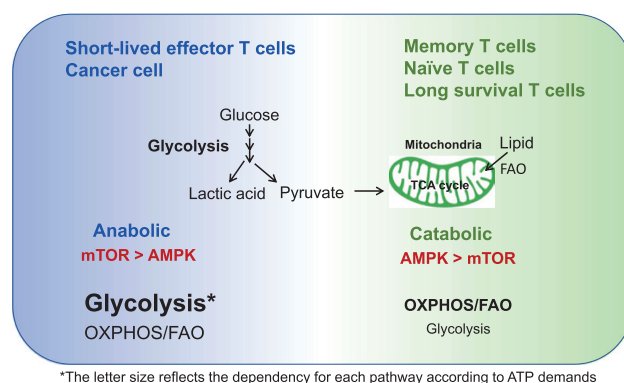 Short-lived effector T cells
Cancer cell
Memory T cells
Naïve T cells
Long survival T cells
Glucose
Glycolysis
Lactic acid
Pyruvate
Mitochondria
Lipid
FAO
TCA cycle
Anabolic
mTOR > AMPK
Catabolic
AMPK > mTOR
Glycolysis*
OXPHOS/FAO
OXPHOS/FAO
Glycolysis
*The letter size reflects the dependency for each pathway according to ATP demands